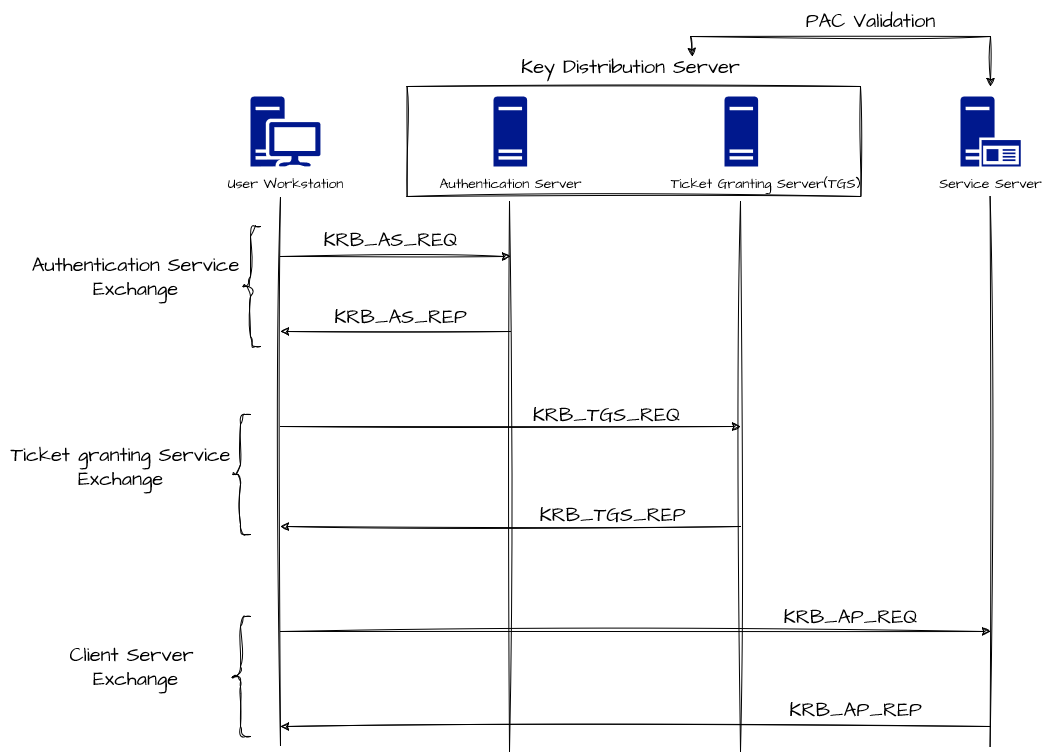 PAC Validation
Key Distribution Server
User Workstation
Authentication Server
Ticket Granting Server(TGS)
Service Server
KRB_AS_REQ
Authentication Service
Exchange
KRB_AS_REP
KRB_TGS_REQ
Ticket granting Service
Exchange
KRB_TGS_REP
KRB_AP_REQ
Client Server
Exchange
KRB_AP_REP